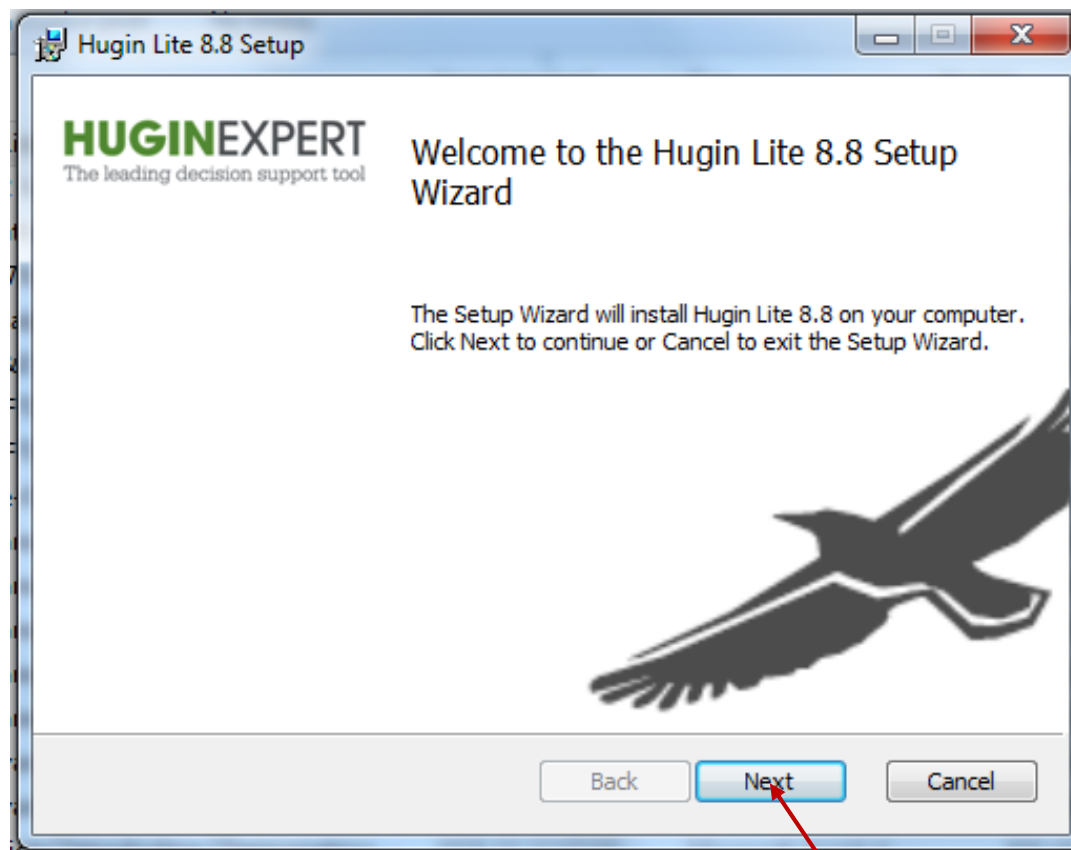 Hugin Lite 8.8 Setup
HUGINEXPERT
The leading decision support tool
Welcome to the Hugin Lite 8.8 Setup
Wizard
The Setup Wizard will install Hugin Lite 8.8 on your computer.
Click Next to continue or Cancel to exit the Setup Wizard.
Back Next Cancel